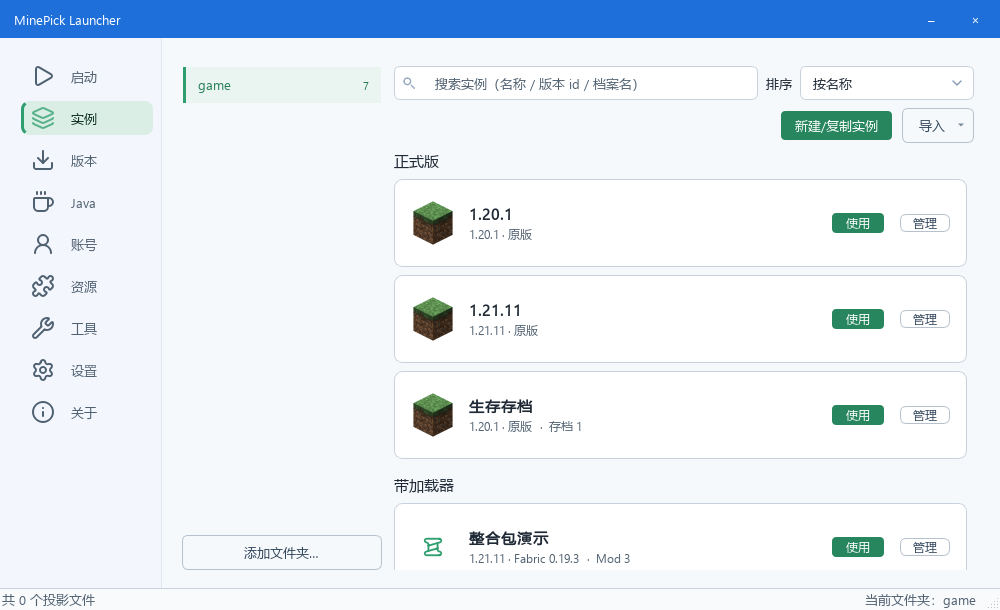 MinePick Launcher
启动
实例
版本
Java
账号
资源
工具
设置
关于
game 7
添加文件夹...
搜索实例（名称 / 版本 id / 档案名）
排序 按名称
新建/复制实例 导入
正式版
1.20.1
1.20.1 · 原版
使用 管理
1.21.11
1.21.11 · 原版
使用 管理
生存存档
1.20.1 · 原版 · 存档 1
使用 管理
带加载器
整合包演示
1.21.11 · Fabric 0.19.3 · Mod 3
使用 管理
共 0 个投影文件
当前文件夹: game